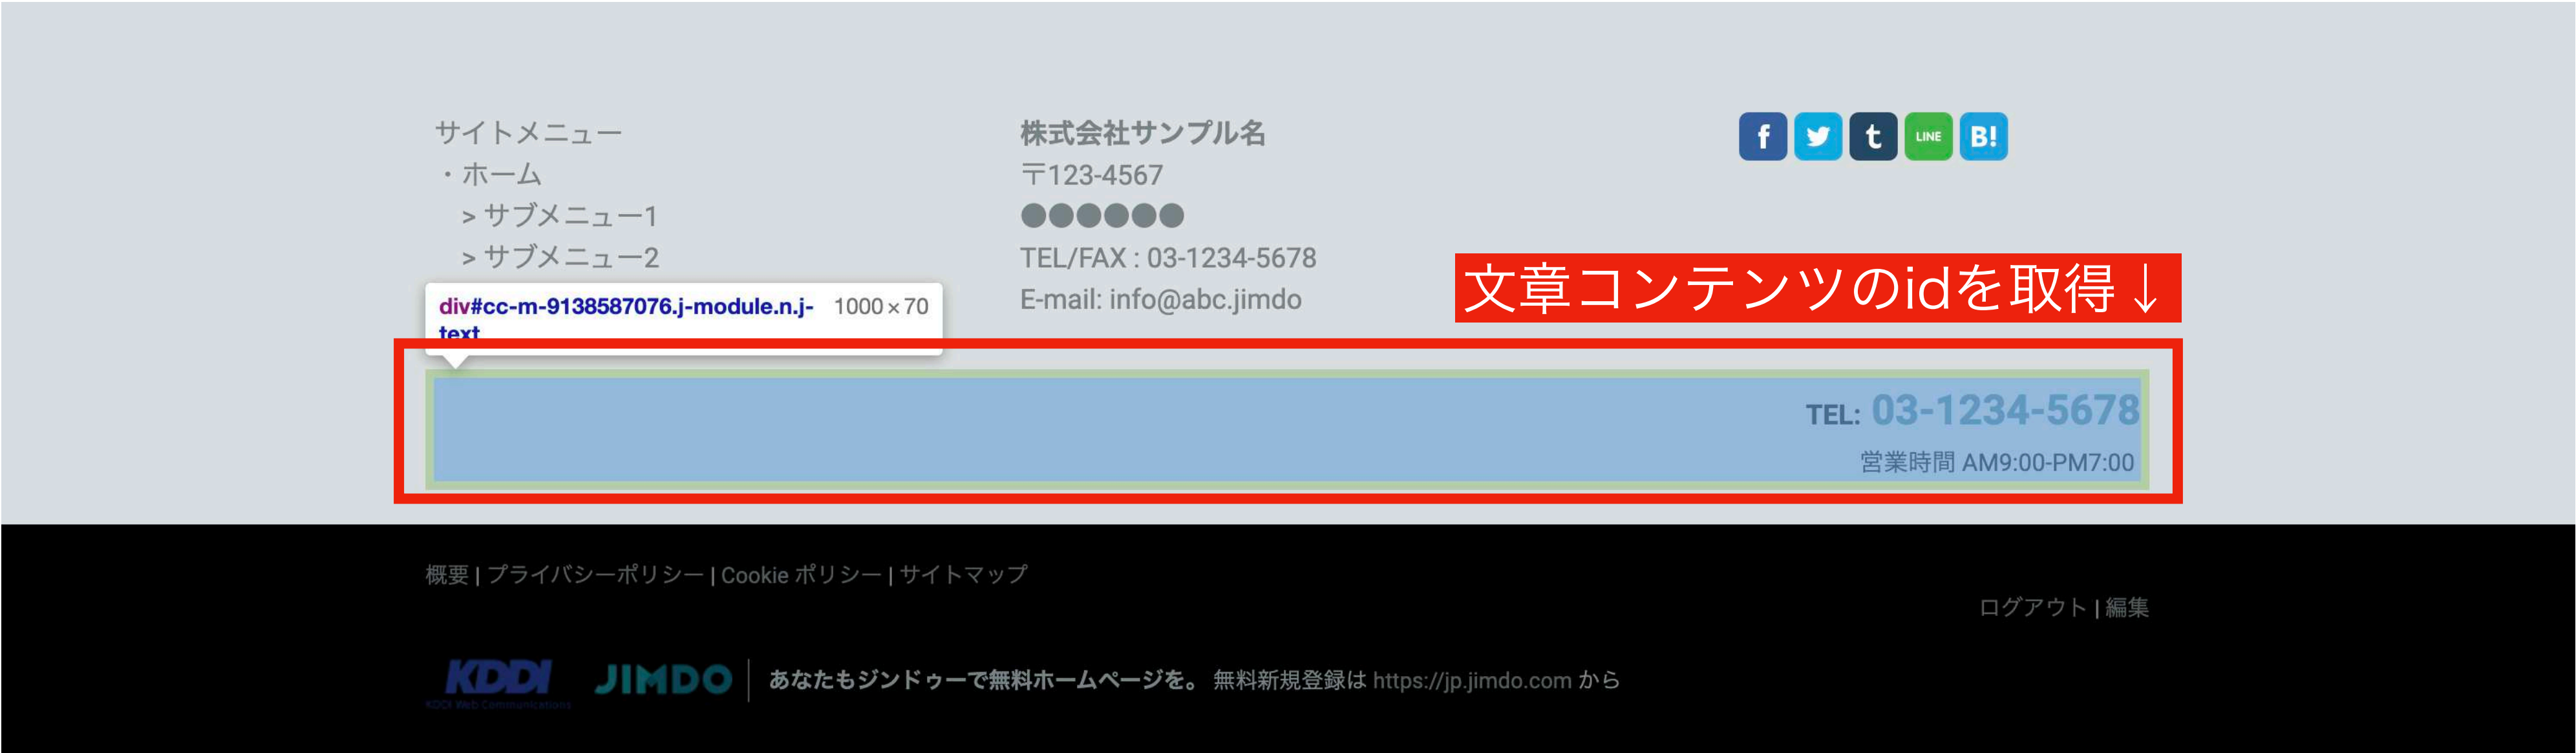 サイトメニュー
・ホーム
> サブメニュー1
> サブメニュー2
株式会社サンプル名
〒123-4567
●●●●●●
TEL/FAX : 03-1234-5678
E-mail: info@abc.jimdo
f t LINE B!
文章コンテンツのidを取得↓
div#cc-m-9138587076.j-module.n.j-text 1000×70
TEL: 03-1234-5678
営業時間 AM9:00-PM7:00
概要 | プライバシーポリシー | Cookie ポリシー | サイトマップ
ログアウト | 編集
KDDI
KDDI Web Communications
JIMDO
あなたもジンドゥーで無料ホームページを。 無料新規登録は https://jp.jimdo.com から